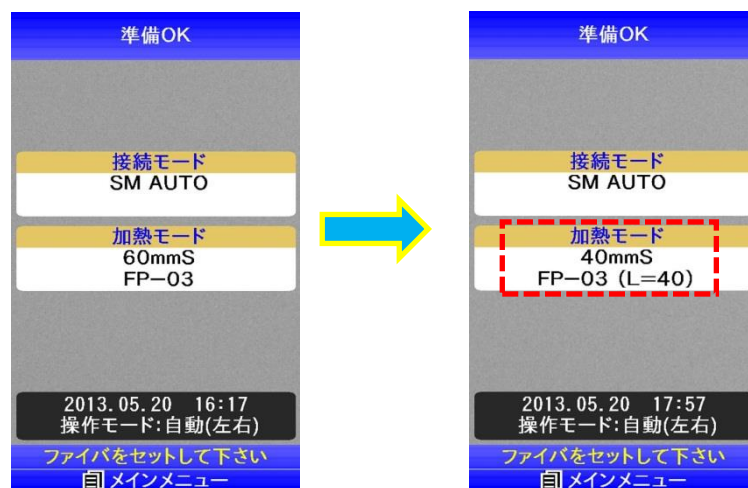 準備OK
接続モード
SM AUTO
加熱モード
60mmS
FP-03
2013.05.20 16:17
操作モード:自動(左右)
ファイバをセットして下さい
メインメニュー
準備OK
接続モード
SM AUTO
加熱モード
40mmS
FP-03 (L=40)
2013.05.20 17:57
操作モード:自動(左右)
ファイバをセットして下さい
メインメニュー